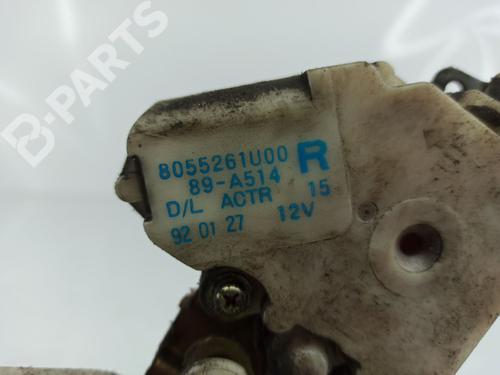 B-PARTS
8055261U00 R
89-A514
D/L ACTR 15
92 01 27 12V